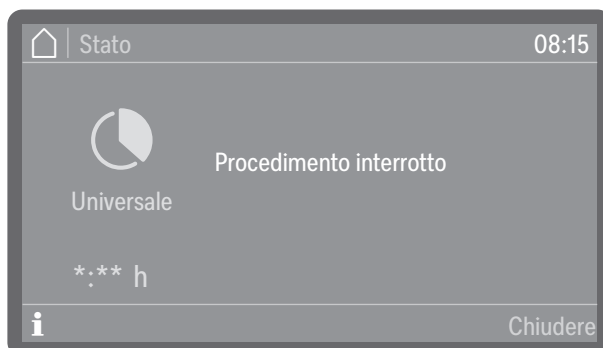 Stato 08:15
Procedimento interrotto
Universale
*:** h
i Chiudere